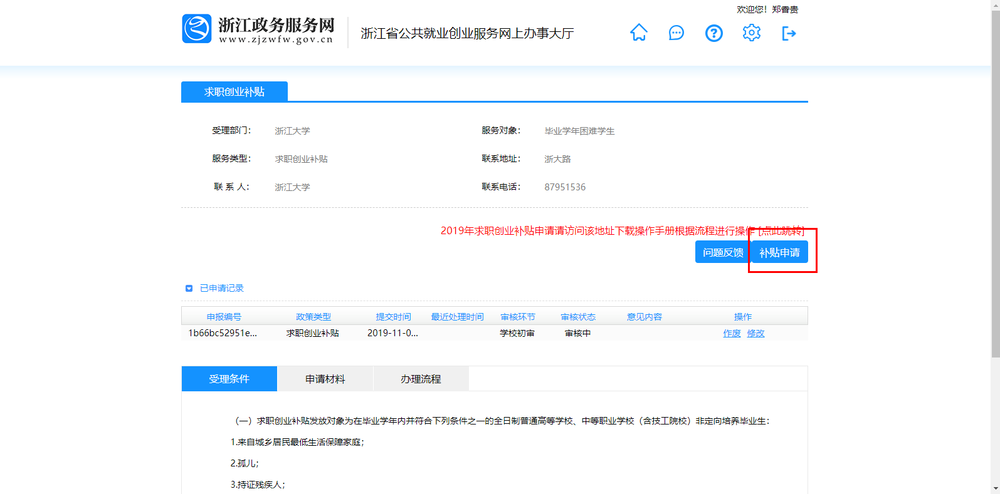 欢迎您！郑香贵
浙江政务服务网
www.zjzwfw.gov.cn
浙江省公共就业创业服务网上办事大厅
求职创业补贴
受理部门： 浙江大学 服务对象： 毕业学年困难学生
服务类型： 求职创业补贴 联系地址： 浙大路
联 系 人： 浙江大学 联系电话： 87951536
2019年求职创业补贴申请请访问该地址下载操作手册根据流程进行操作 [点此跳转]
问题反馈 补贴申请
已申请记录
申报编号 政策类型 提交时间 最近处理时间 审核环节 审核状态 意见内容 操作
1b66bc52951e... 求职创业补贴 2019-11-0... 学校初审 审核中 作废 修改
受理条件 申请材料 办理流程
（一）求职创业补贴发放对象为在毕业学年内并符合下列条件之一的全日制普通高等学校、中等职业学校（含技工院校）非定向培养毕业生：
1.来自城乡居民最低生活保障家庭；
2.孤儿；
3.持证残疾人；